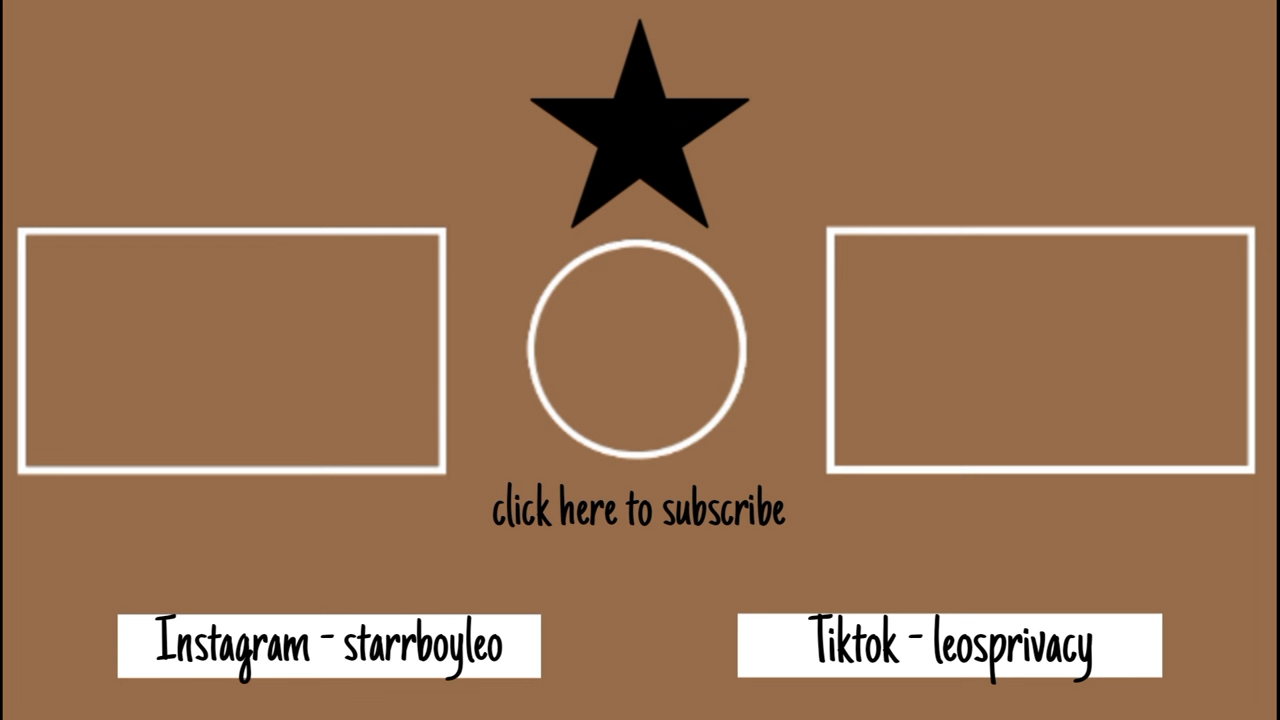 click here to subscribe
Instagram - starrboyleo
Tiktok - leosprivacy